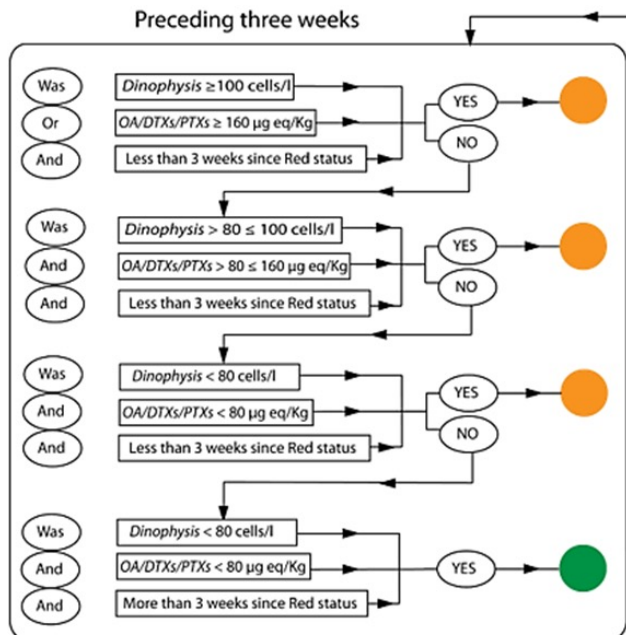 Preceding three weeks
Was Dinophysis ≥100 cells/l YES
Or OA/DTXs/PTXs ≥ 160 µg eq/Kg
And Less than 3 weeks since Red status NO
Was Dinophysis > 80 ≤ 100 cells/l YES
And OA/DTXs/PTXs > 80 ≤ 160 µg eq/Kg
And Less than 3 weeks since Red status NO
Was Dinophysis < 80 cells/l YES
And OA/DTXs/PTXs < 80 µg eq/Kg
And Less than 3 weeks since Red status NO
Was Dinophysis < 80 cells/l
And OA/DTXs/PTXs < 80 µg eq/Kg YES
And More than 3 weeks since Red status